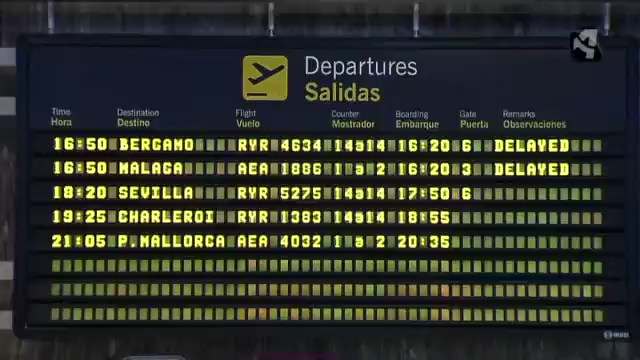 Departures
Salidas
Time Destination Flight Counter Boarding Gate Remarks
Hora Destino Vuelo Mostrador Embarque Puerta Observaciones
16:50 BERGAMO RYR 4634 14a14 16:20 6 DELAYED
16:50 MALAGA AEA 1886 1 a 2 16:20 3 DELAYED
18:20 SEVILLA RYR 5275 14a14 17:50 6
19:25 CHARLEROI RYR 1383 14a14 18:55
21:05 P.MALLORCA AEA 4032 1 a 2 20:35